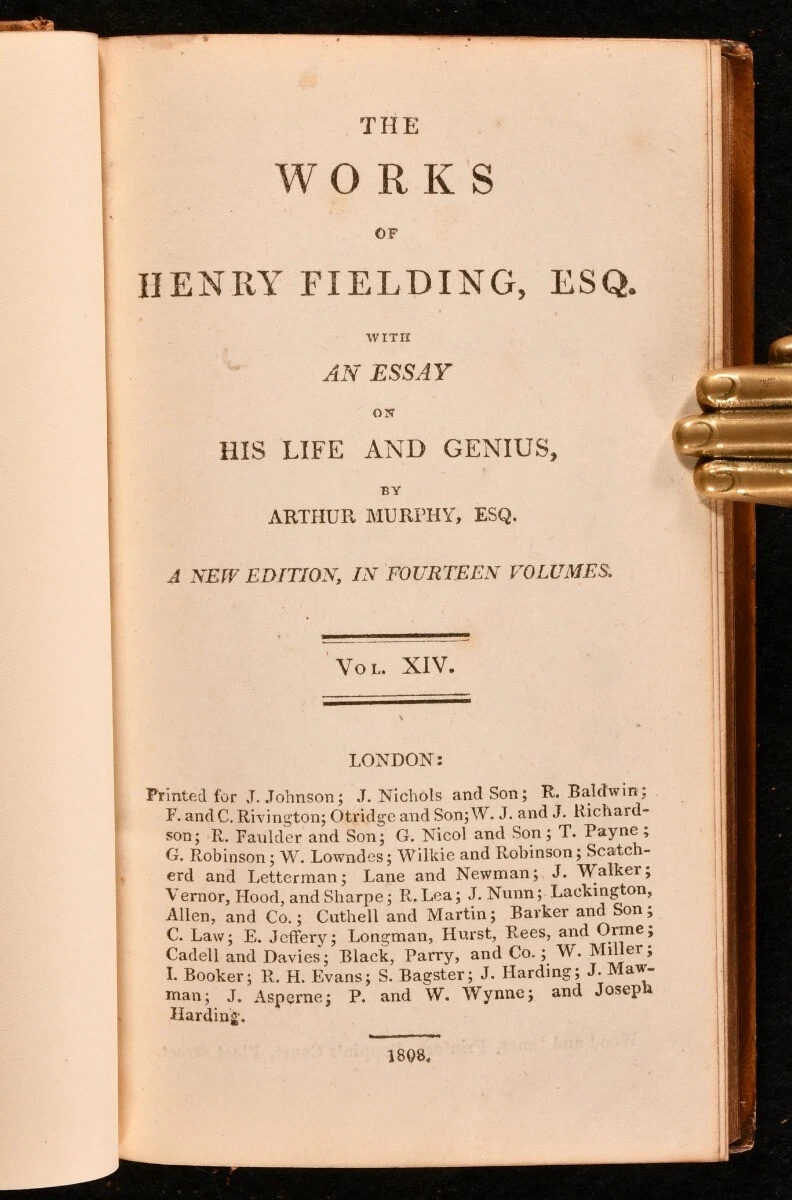 THE
WORKS
OF
HENRY FIELDING, ESQ.
WITH
AN ESSAY
ON
HIS LIFE AND GENIUS,
BY
ARTHUR MURPHY, ESQ.
A NEW EDITION, IN FOURTEEN VOLUMES.
VOL. XIV.
LONDON:
Printed for J. Johnson; J. Nichols and Son; R. Baldwin;
F. and C. Rivington; Otridge and Son; W. J. and J. Richard-
son; R. Faulder and Son; G. Nicol and Son; T. Payne;
G. Robinson; W. Lowndes; Wilkie and Robinson; Scatch-
erd and Letterman; Lane and Newman; J. Walker;
Vernor, Hood, and Sharpe; R. Lea; J. Nunn; Lackington,
Allen, and Co.; Cuthell and Martin; Barker and Son;
C. Law; E. Jeffery; Longman, Hurst, Rees, and Orme;
Cadell and Davies; Black, Parry, and Co.; W. Miller;
I. Booker; R. H. Evans; S. Bagster; J. Harding; J. Maw-
man; J. Asperne; P. and W. Wynne; and Joseph
Harding.
1808.